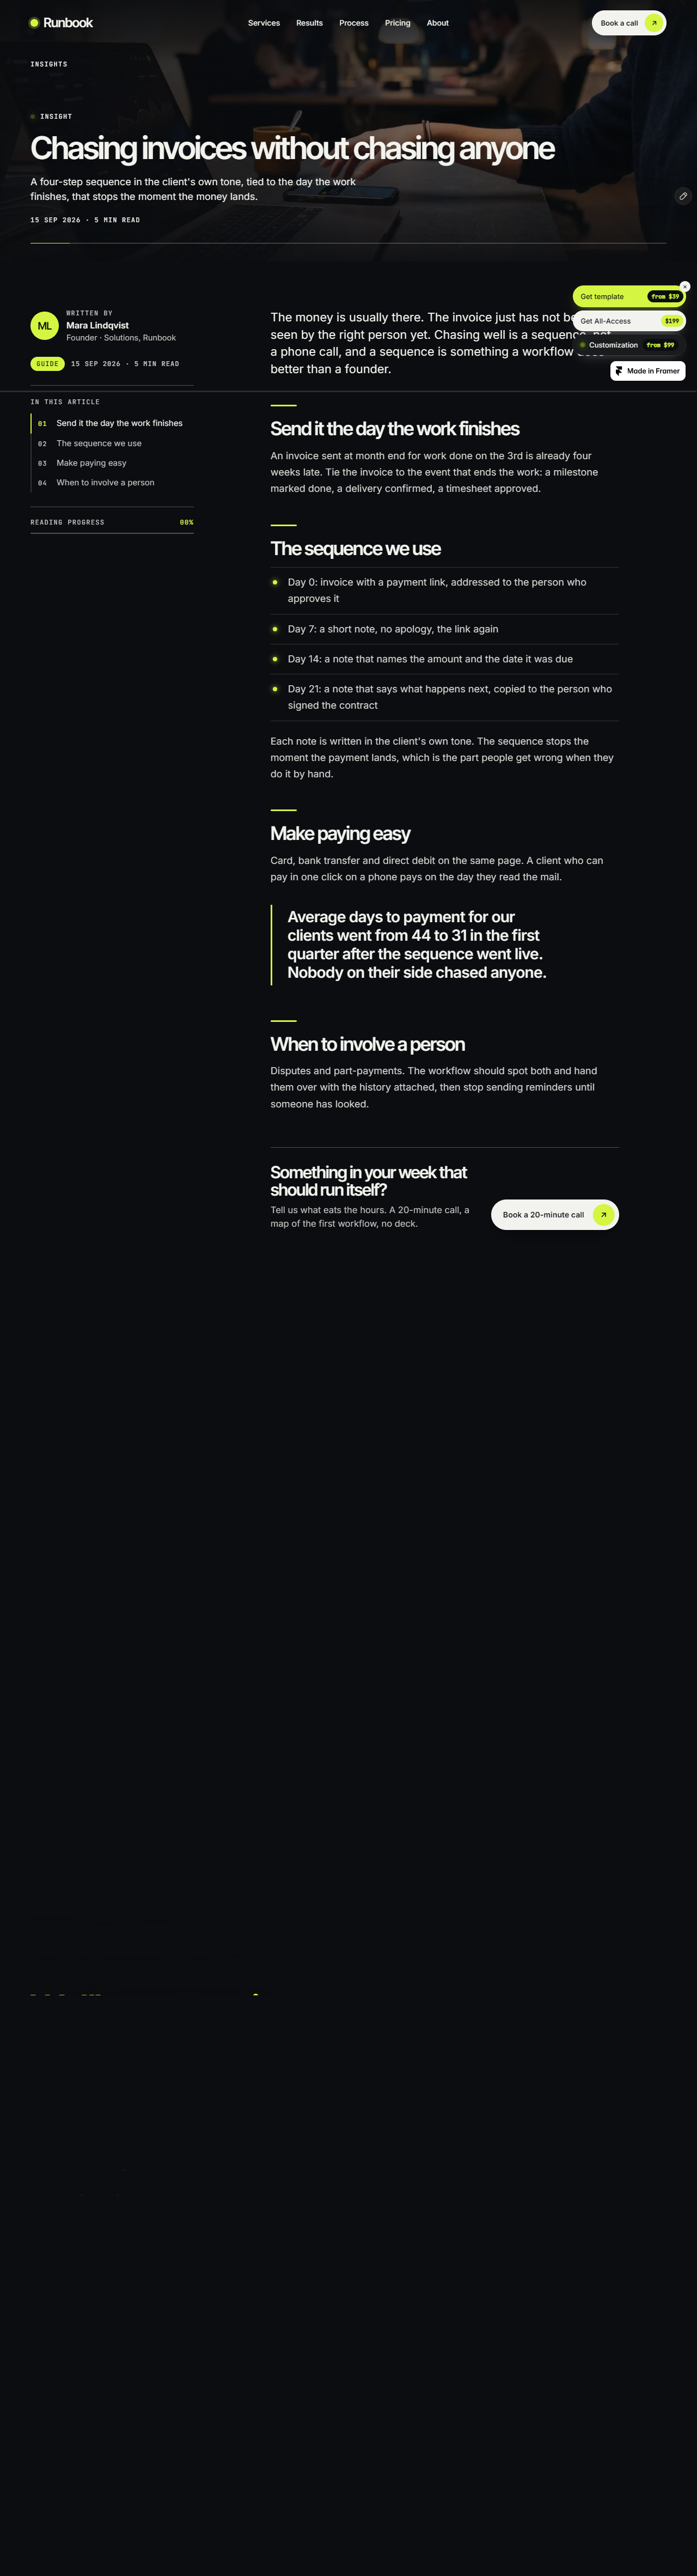 Runbook
Services Results Process Pricing About
Book a call
INSIGHTS
INSIGHT
Chasing invoices without chasing anyone
A four-step sequence in the client's own tone, tied to the day the work
finishes, that stops the moment the money lands.
15 SEP 2026 · 5 MIN READ
Get template from $39
Get All-Access $199
Customization from $99
Made in Framer
WRITTEN BY
ML
Mara Lindqvist
Founder · Solutions, Runbook
GUIDE 15 SEP 2026 · 5 MIN READ
IN THIS ARTICLE
01 Send it the day the work finishes
02 The sequence we use
03 Make paying easy
04 When to involve a person
READING PROGRESS 00%
The money is usually there. The invoice just has not
seen by the right person yet. Chasing well is a sequence, not
a phone call, and a sequence is something a workflow does
better than a founder.
Send it the day the work finishes
An invoice sent at month end for work done on the 3rd is already four
weeks late. Tie the invoice to the event that ends the work: a milestone
marked done, a delivery confirmed, a timesheet approved.
The sequence we use
Day 0: invoice with a payment link, addressed to the person who
approves it
Day 7: a short note, no apology, the link again
Day 14: a note that names the amount and the date it was due
Day 21: a note that says what happens next, copied to the person who
signed the contract
Each note is written in the client's own tone. The sequence stops the
moment the payment lands, which is the part people get wrong when they
do it by hand.
Make paying easy
Card, bank transfer and direct debit on the same page. A client who can
pay in one click on a phone pays on the day they read the mail.
Average days to payment for our
clients went from 44 to 31 in the first
quarter after the sequence went live.
Nobody on their side chased anyone.
When to involve a person
Disputes and part-payments. The workflow should spot both and hand
them over with the history attached, then stop sending reminders until
someone has looked.
Something in your week that
should run itself?
Tell us what eats the hours. A 20-minute call, a
map of the first workflow, no deck.
Book a 20-minute call